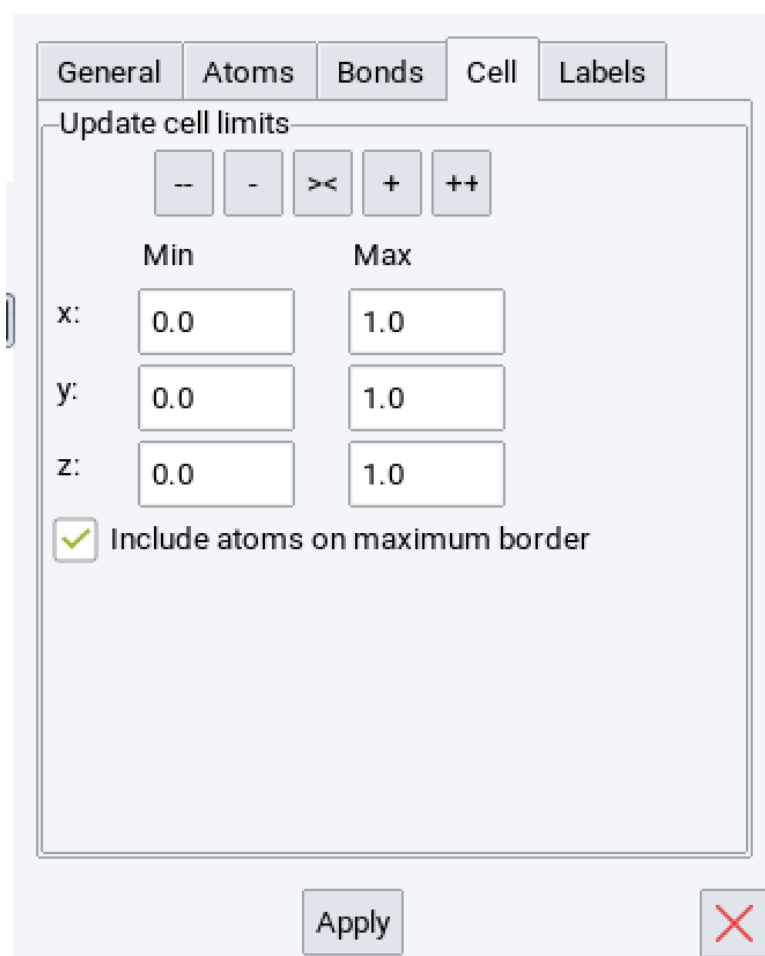 General Atoms Bonds Cell Labels
Update cell limits
-- - >< + ++
Min Max
x: 0.0 1.0
y: 0.0 1.0
z: 0.0 1.0
Include atoms on maximum border
Apply